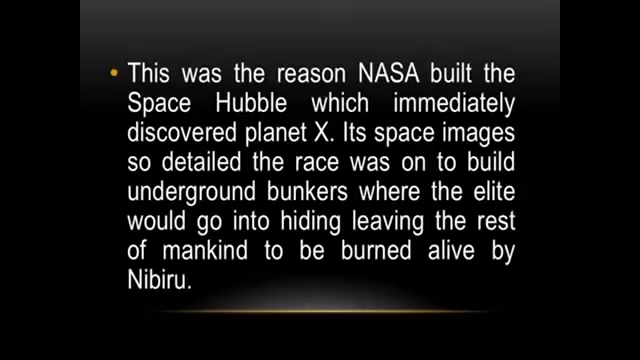 • This was the reason NASA built the
Space Hubble which immediately
discovered planet X. Its space images
so detailed the race was on to build
underground bunkers where the elite
would go into hiding leaving the rest
of mankind to be burned alive by
Nibiru.